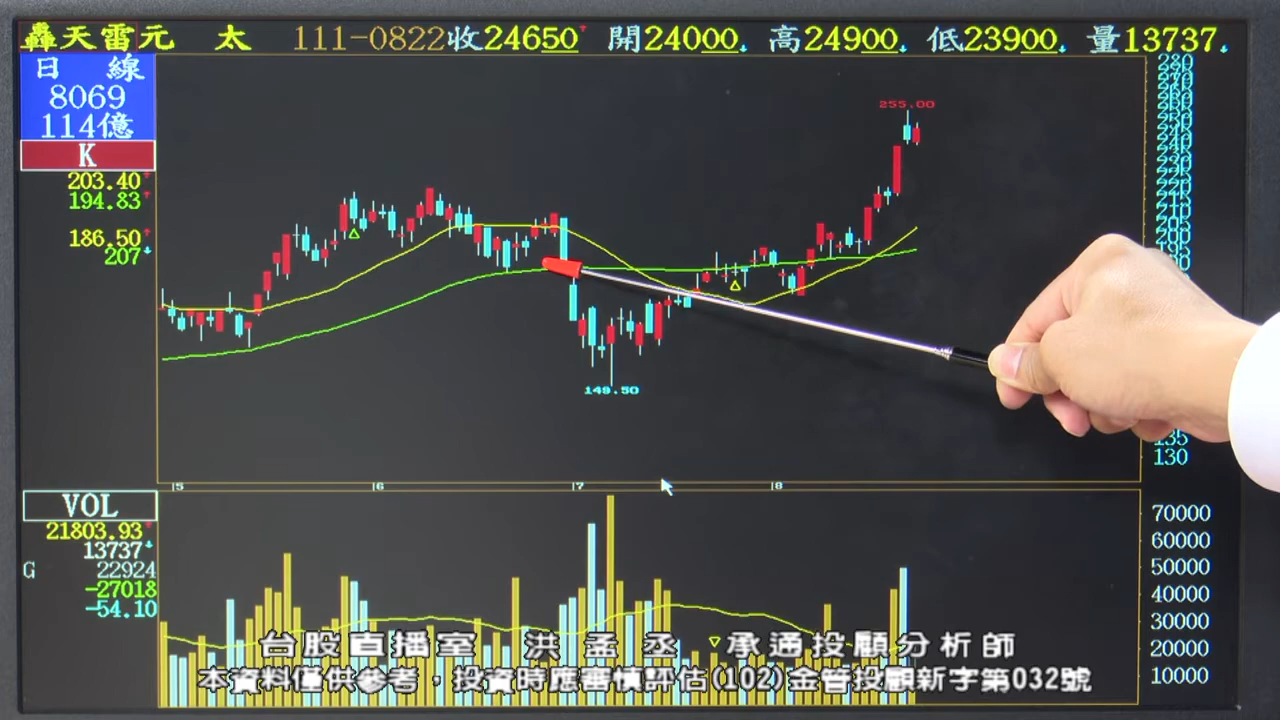 轟天雷元 太 111-0822收24650 開24000 高24900 低23900 量13737
日 線
8069
114億
K
203.40
194.83
186.50
207
255.00
149.50
135
130
5 6 7 8
VOL
21803.93
13737
G 22924
-27018
-54.10
70000
60000
50000
40000
30000
20000
10000
台股直播室 洪孟丞 承通投顧分析師
本資料僅供參考，投資時應審慎評估(102)金管投顧新字第032號